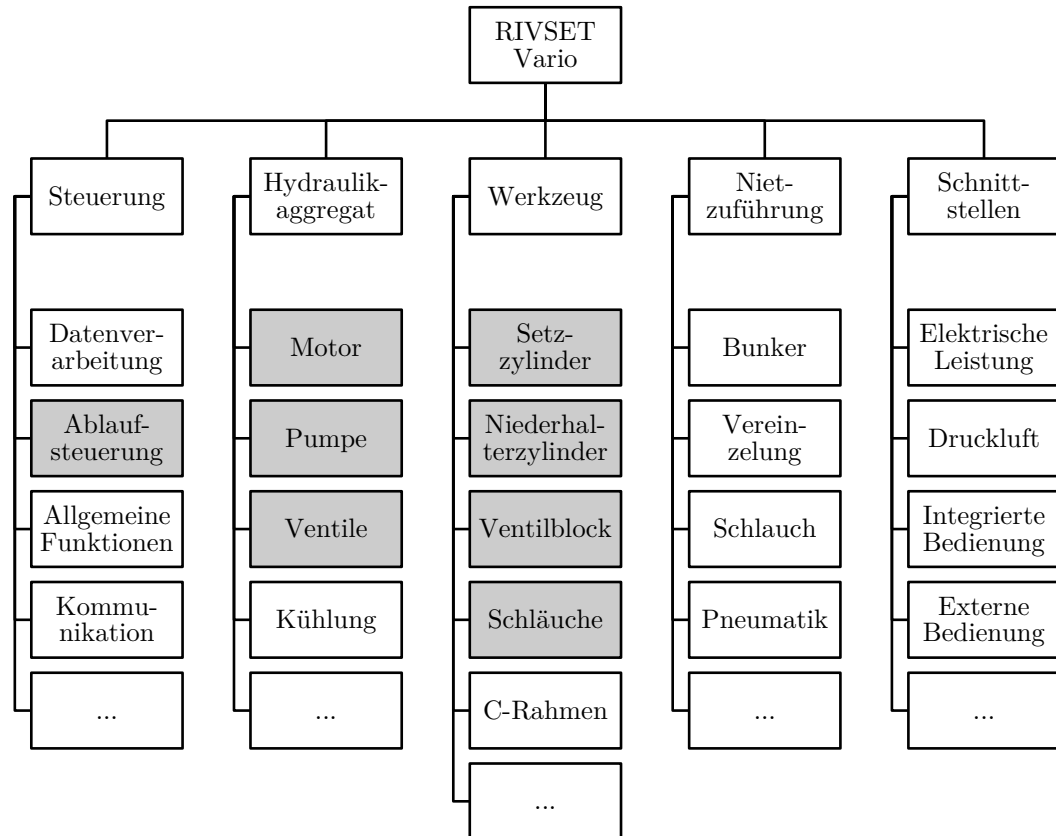 RIVSET
Vario
Steuerung
Hydraulik-
aggregat
Werkzeug
Niet-
zuführung
Schnitt-
stellen
Datenver-
arbeitung
Motor
Setz-
zylinder
Bunker
Elektrische
Leistung
Ablauf-
steuerung
Pumpe
Niederhal-
terzylinder
Verein-
zelung
Druckluft
Allgemeine
Funktionen
Ventile
Ventilblock
Schlauch
Integrierte
Bedienung
Kommu-
nikation
Kühlung
Schläuche
Pneumatik
Externe
Bedienung
...
...
C-Rahmen
...
...
...